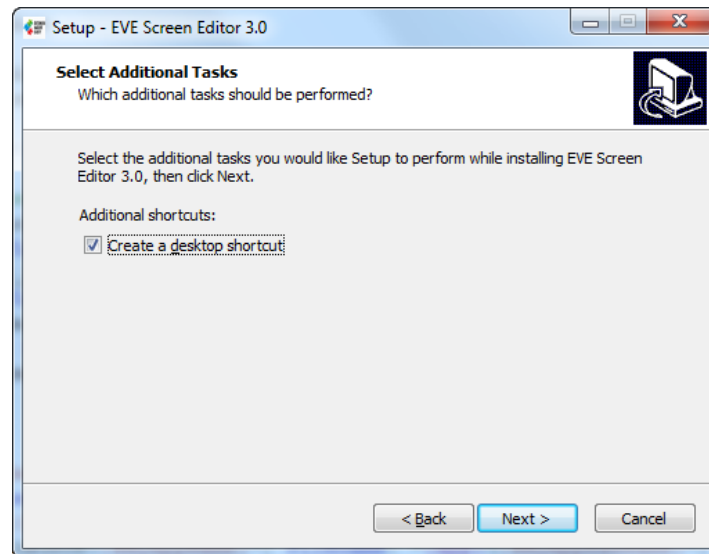 Setup - EVE Screen Editor 3.0
Select Additional Tasks
Which additional tasks should be performed?
Select the additional tasks you would like Setup to perform while installing EVE Screen
Editor 3.0, then click Next.
Additional shortcuts:
Create a desktop shortcut
< Back Next > Cancel